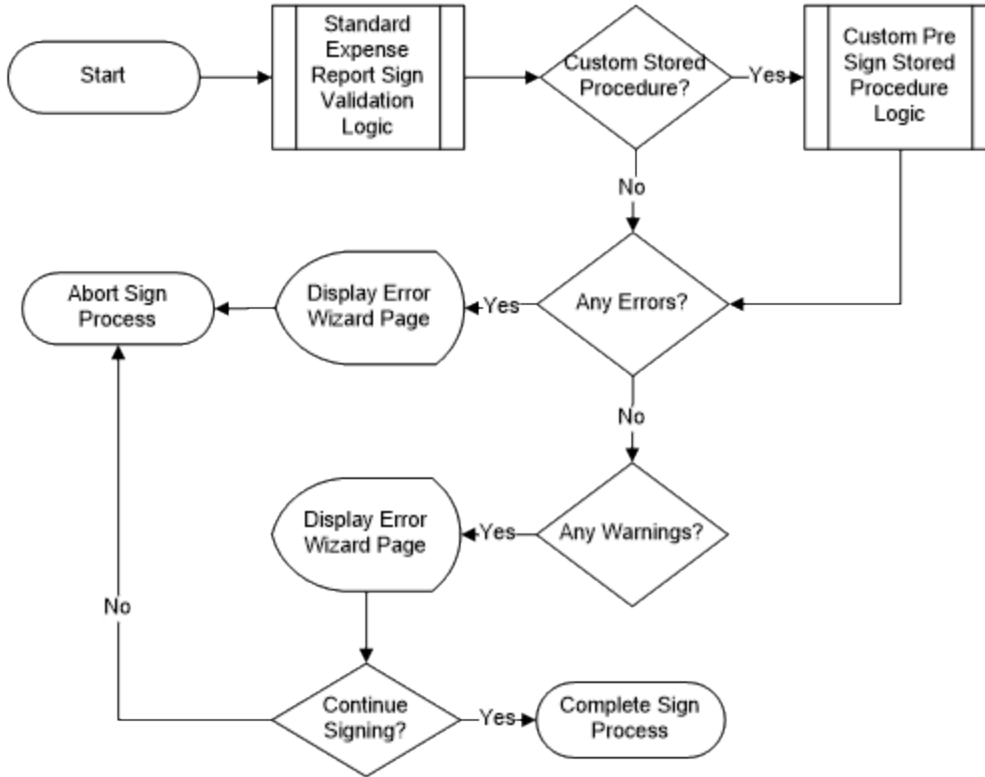 Start
Standard
Expense
Report Sign
Validation
Logic
Custom Stored
Procedure?
Yes
Custom Pre
Sign Stored
Procedure
Logic
No
Abort Sign
Process
Display Error
Wizard Page
Yes
Any Errors?
No
Display Error
Wizard Page
Yes
Any Warnings?
No
Continue
Signing?
Yes
Complete Sign
Process